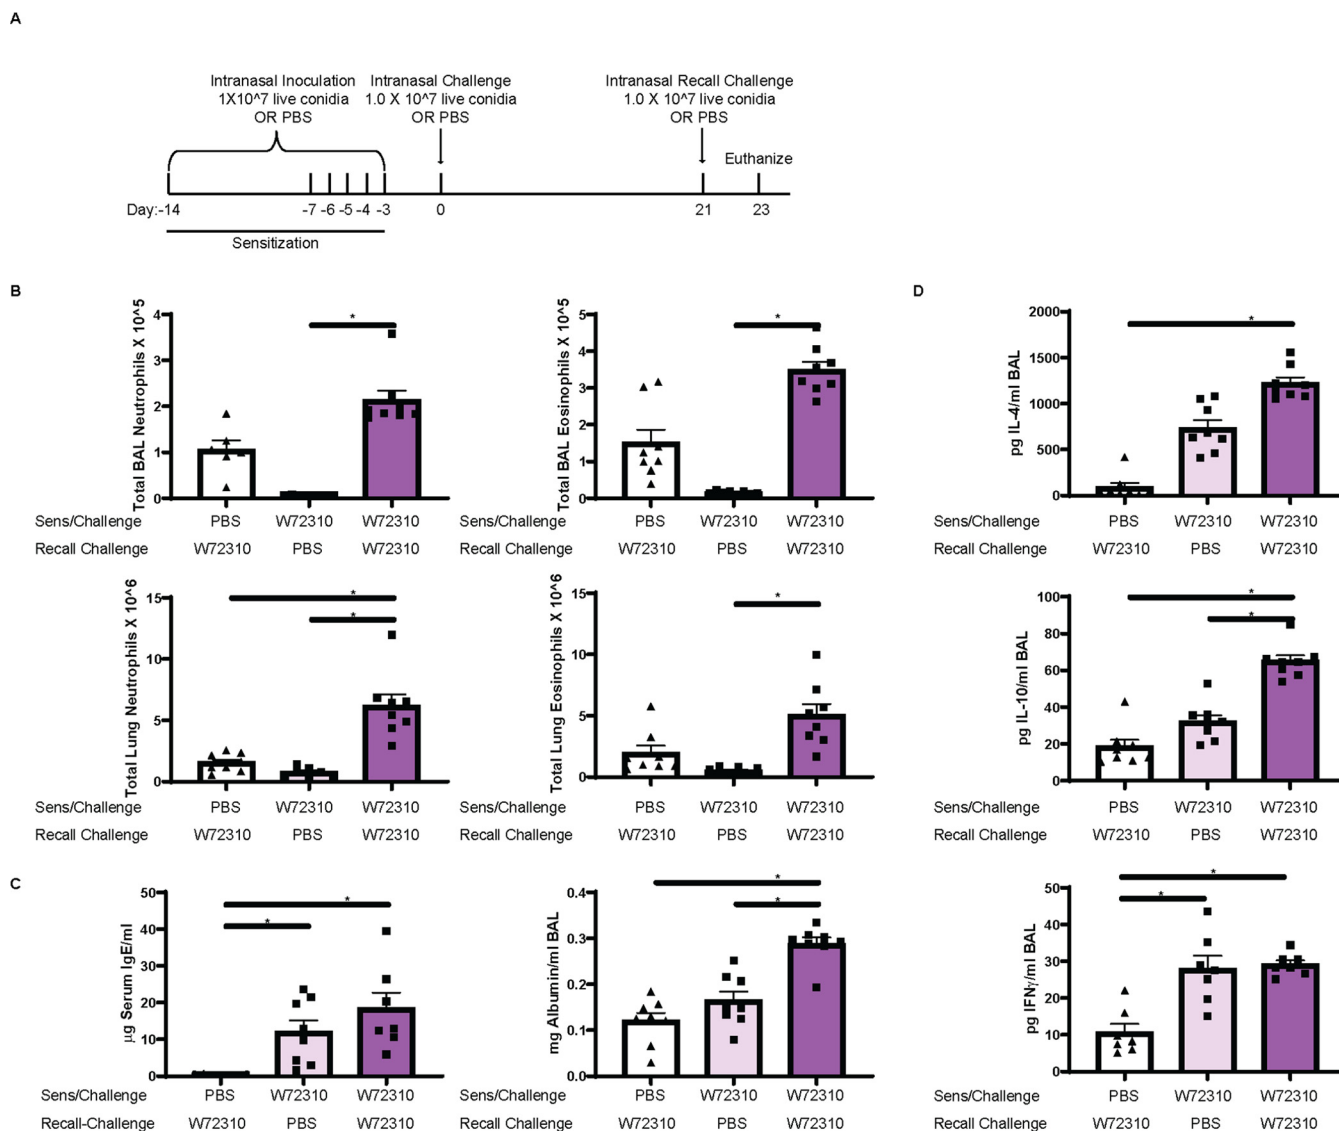 A
Intranasal Inoculation
1X10^7 live conidia
OR PBS
Intranasal Challenge
1.0 X 10^7 live conidia
OR PBS
Intranasal Recall Challenge
1.0 X 10^7 live conidia
OR PBS
Euthanize
Day:-14 -7 -6 -5 -4 -3 0 21 23
Sensitization
B
Total BAL Neutrophils X 10^5
4
3
2
1
0
*
Sens/Challenge PBS W72310 W72310
Recall Challenge W72310 PBS W72310
Total BAL Eosinophils X 10^5
5
4
3
2
1
0
*
Sens/Challenge PBS W72310 W72310
Recall Challenge W72310 PBS W72310
Total Lung Neutrophils X 10^6
15
10
5
0
*
*
Sens/Challenge PBS W72310 W72310
Recall Challenge W72310 PBS W72310
Total Lung Eosinophils X 10^6
15
10
5
0
*
Sens/Challenge PBS W72310 W72310
Recall Challenge W72310 PBS W72310
C
µg Serum IgE/ml
50
40
30
20
10
0
*
*
Sens/Challenge PBS W72310 W72310
Recall-Challenge W72310 PBS W72310
mg Albumin/ml BAL
0.4
0.3
0.2
0.1
0.0
*
*
Sens/Challenge PBS W72310 W72310
Recall Challenge W72310 PBS W72310
D
pg IL-4/ml BAL
2000
1500
1000
500
0
*
Sens/Challenge PBS W72310 W72310
Recall Challenge W72310 PBS W72310
pg IL-10/ml BAL
100
80
60
40
20
0
*
*
Sens/Challenge PBS W72310 W72310
Recall Challenge W72310 PBS W72310
pg IFNγ/ml BAL
50
40
30
20
10
0
*
*
Sens/Challenge PBS W72310 W72310
Recall Challenge W72310 PBS W72310